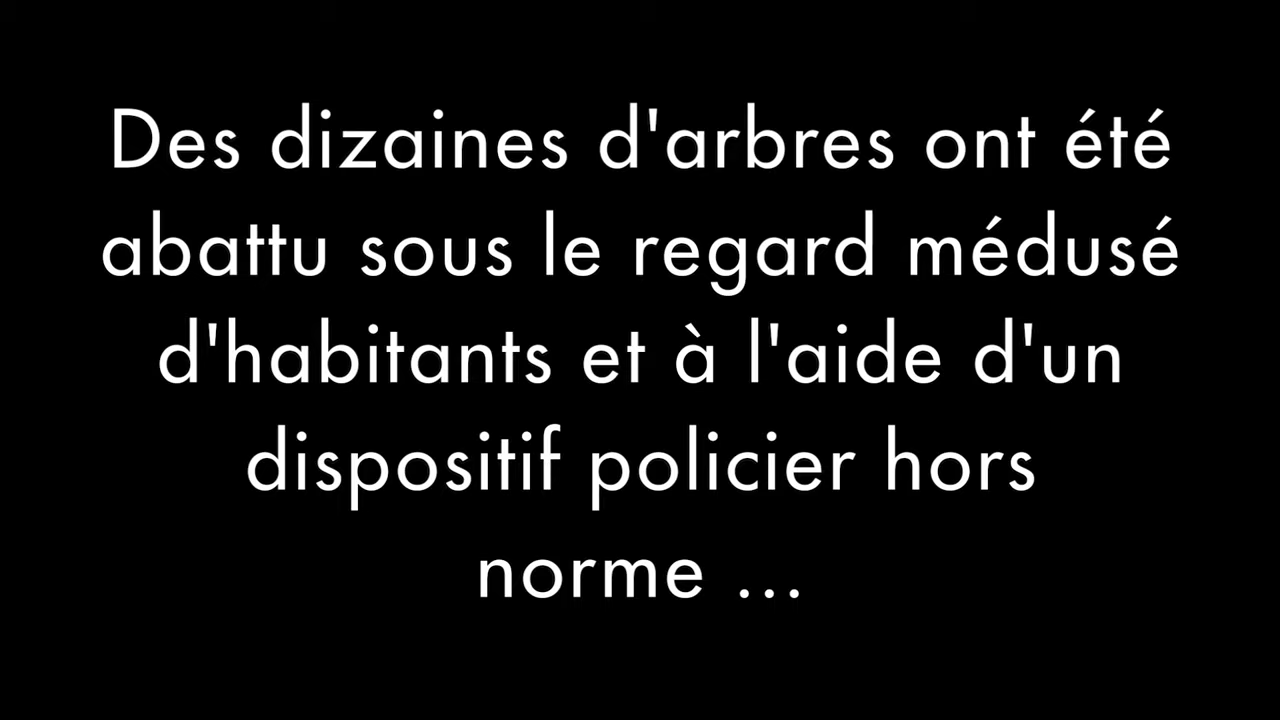 Des dizaines d'arbres ont été
abattu sous le regard médusé
d'habitants et à l'aide d'un
dispositif policier hors
norme ...